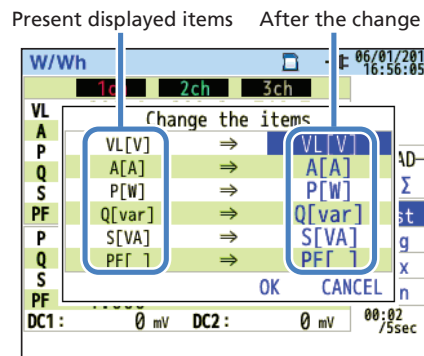 Present displayed items After the change
W/Wh 06/01/201
16:56:05
1ch 2ch 3ch
Change the items
VL
A
P
Q
S
PF
P
Q
S
PF
VL[V] ⇒ VL[V]
A[A] ⇒ A[A]
P[W] ⇒ P[W]
Q[var] ⇒ Q[var]
S[VA] ⇒ S[VA]
PF[ ] ⇒ PF[ ]
OK CANCEL
AD
Σ
st
g
x
n
DC1: 0 mV DC2: 0 mV 00:02
/5sec